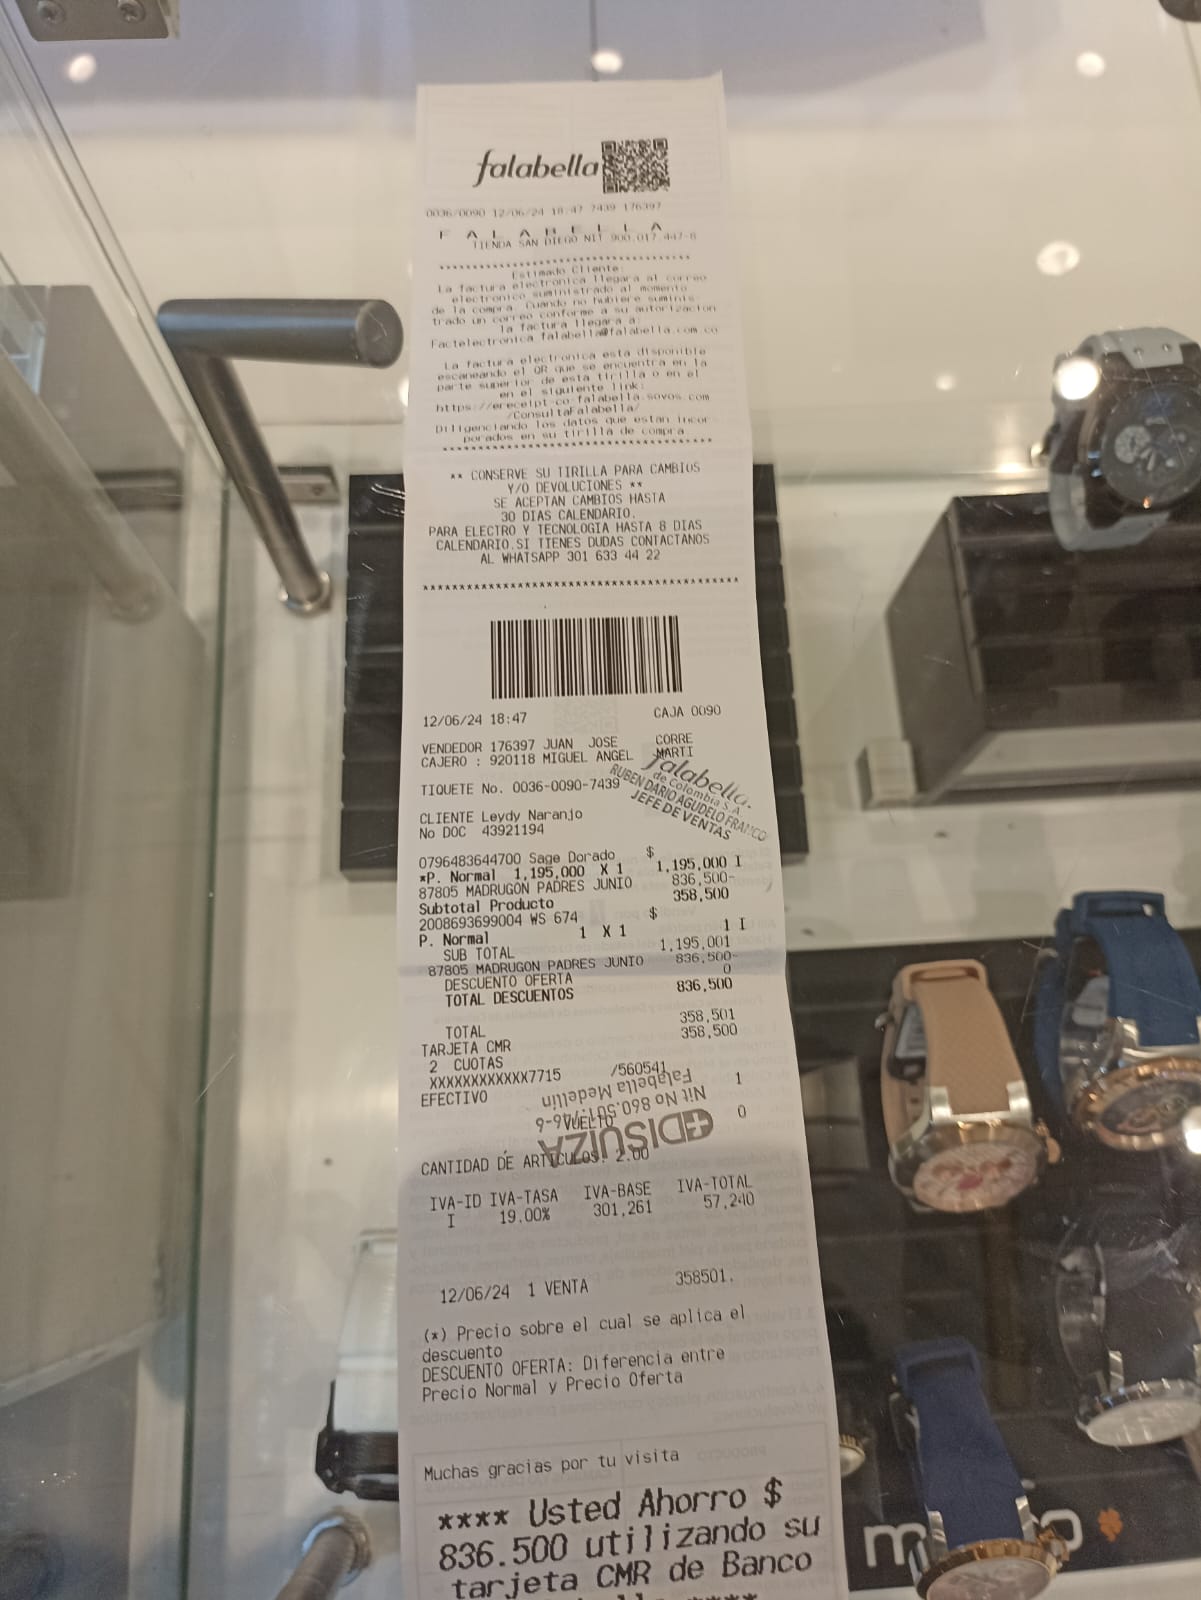 falabella
0036/0090 12/06/24 18:47 7439 176397
F A L A B E L L A
TIENDA SAN DIEGO NIT 900.017.447-8
************************************
Estimado Cliente:
La factura electronica llegara al correo
electronico suministrado al momento
de la compra. Cuando no hubiere suminis
trado un correo conforme a su autorizacion
la factura llegara a:
Factelectronica falabella@falabella.com.co
La factura electronica esta disponible
escaneando el QR que se encuentra en la
parte superior de esta tirilla o en el
en el siguiente link:
https://ereceipt-co-falabella.sovos.com
/ConsultaFalabella/
Diligenciando los datos que estan incor
porados en su tirilla de compra
** CONSERVE SU TIRILLA PARA CAMBIOS
Y/O DEVOLUCIONES **
SE ACEPTAN CAMBIOS HASTA
30 DIAS CALENDARIO.
PARA ELECTRO Y TECNOLOGIA HASTA 8 DIAS
CALENDARIO.SI TIENES DUDAS CONTACTANOS
AL WHATSAPP 301 633 44 22
****************************************
12/06/24 18:47 CAJA 0090
VENDEDOR 176397 JUAN JOSE CORRE
CAJERO : 920118 MIGUEL ANGEL MARTI
falabella.
de Colombia S.A.
RUBEN DARIO AGUDELO FRANCO
JEFE DE VENTAS
TIQUETE No. 0036-0090-7439
CLIENTE Leydy Naranjo
No DOC 43921194
0796483644700 Sage Dorado $
*P. Normal 1,195,000 X 1 1,195,000 I
87805 MADRUGON PADRES JUNIO 836,500-
Subtotal Producto 358,500
2008693699004 WS 674 $
P. Normal 1 X 1 1 I
SUB TOTAL 1,195,001
87805 MADRUGON PADRES JUNIO 836,500-
DESCUENTO OFERTA 0
TOTAL DESCUENTOS 836,500
TOTAL 358,501
TARJETA CMR 358,500
2 CUOTAS
XXXXXXXXXXXX7715 /560541
EFECTIVO 1
VUELTO 0
DISUIZA
Nit No 860.501.746-9
Falabella Medellín
CANTIDAD DE ARTICULOS: 2.00
IVA-ID IVA-TASA IVA-BASE IVA-TOTAL
I 19.00% 301,261 57,240
12/06/24 1 VENTA 358501.
(*) Precio sobre el cual se aplica el
descuento
DESCUENTO OFERTA: Diferencia entre
Precio Normal y Precio Oferta
Muchas gracias por tu visita
**** Usted Ahorro $
836.500 utilizando su
tarjeta CMR de Banco